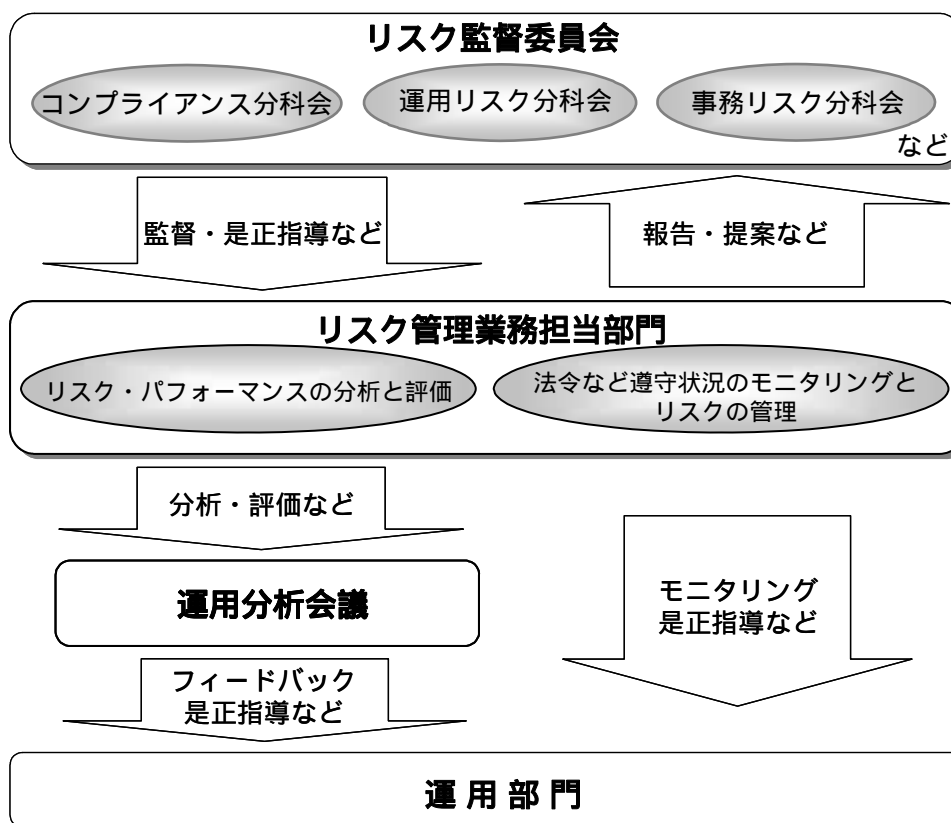 リスク監督委員会
コンプライアンス分科会
運用リスク分科会
事務リスク分科会
など
監督・是正指導など
報告・提案など
リスク管理業務担当部門
リスク・パフォーマンスの分析と評価
法令など遵守状況のモニタリングと
リスクの管理
分析・評価など
運用分析会議
モニタリング
是正指導など
フィードバック
是正指導など
運 用 部 門